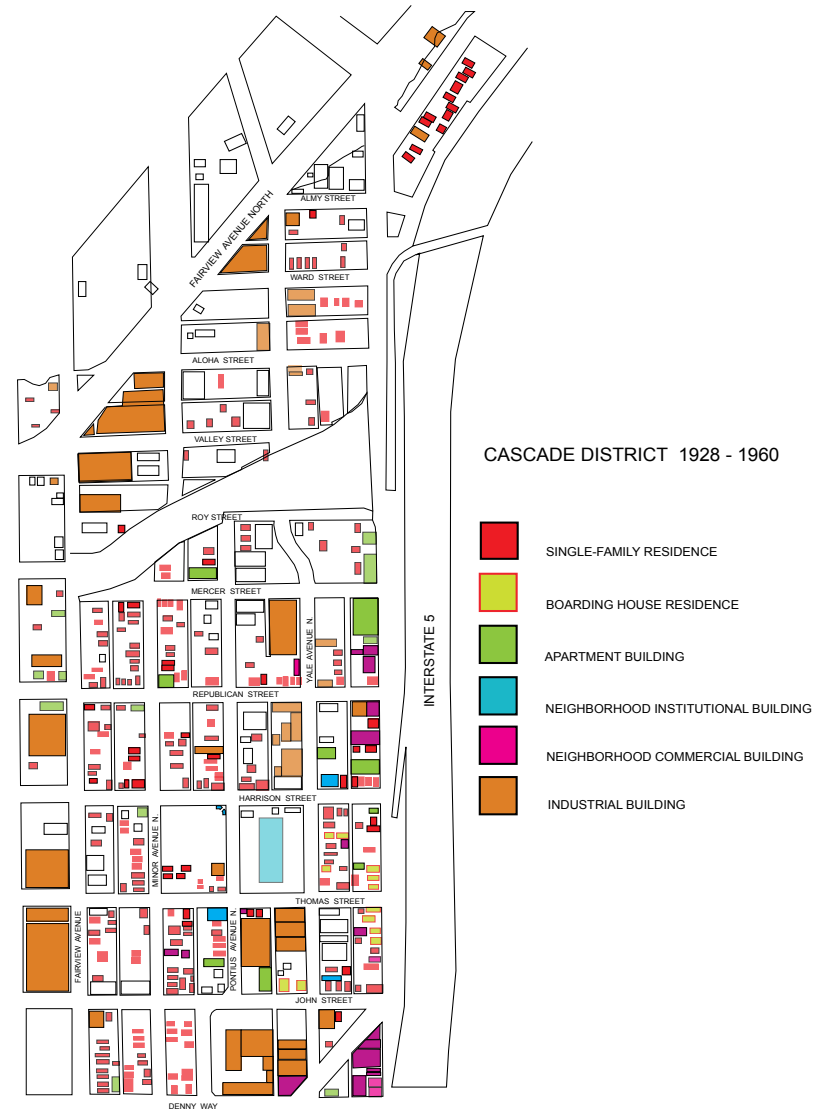 ALMY STREET
FAIRVIEW AVENUE NORTH
WARD STREET
ALOHA STREET
VALLEY STREET
ROY STREET
MERCER STREET
YALE AVENUE N.
REPUBLICAN STREET
INTERSTATE 5
HARRISON STREET
MINOR AVENUE N.
THOMAS STREET
FAIRVIEW AVENUE
PONTIUS AVENUE N.
JOHN STREET
DENNY WAY
CASCADE DISTRICT 1928 - 1960
SINGLE-FAMILY RESIDENCE
BOARDING HOUSE RESIDENCE
APARTMENT BUILDING
NEIGHBORHOOD INSTITUTIONAL BUILDING
NEIGHBORHOOD COMMERCIAL BUILDING
INDUSTRIAL BUILDING